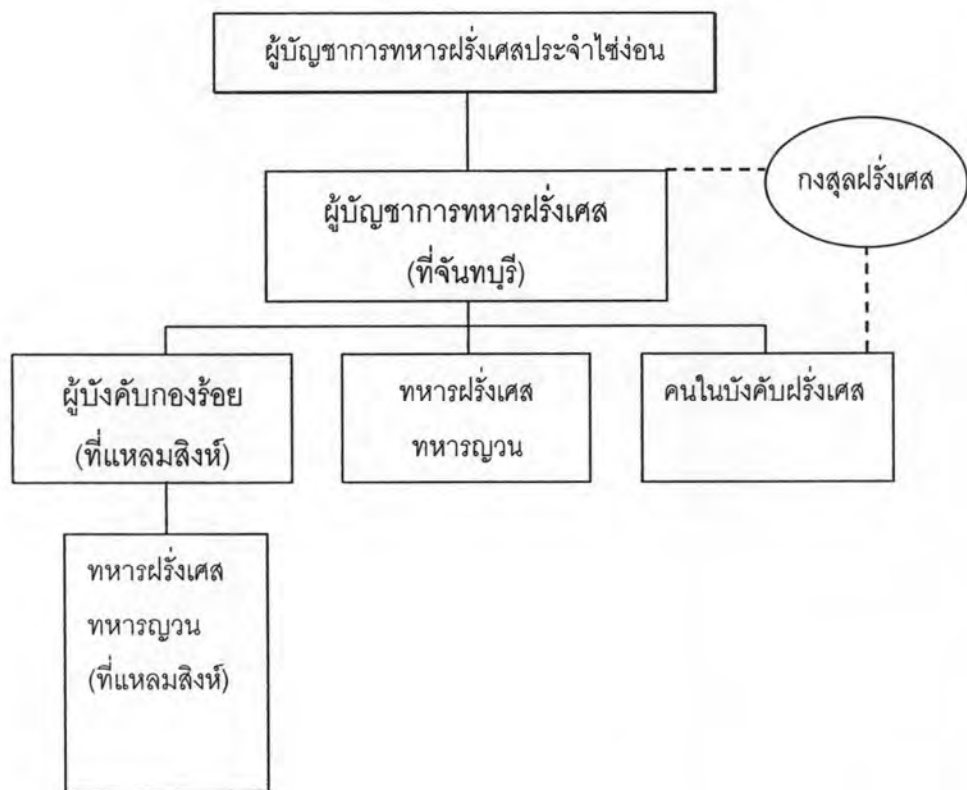 ผู้บัญชาการทหารฝรั่งเศสประจำไซ่ง่อน
กงสุลฝรั่งเศส
ผู้บัญชาการทหารฝรั่งเศส
(ที่จันทบุรี)
ผู้บังคับกองร้อย
(ที่แหลมสิงห์)
ทหารฝรั่งเศส
ทหารญวน
คนในบังคับฝรั่งเศส
ทหารฝรั่งเศส
ทหารญวน
(ที่แหลมสิงห์)